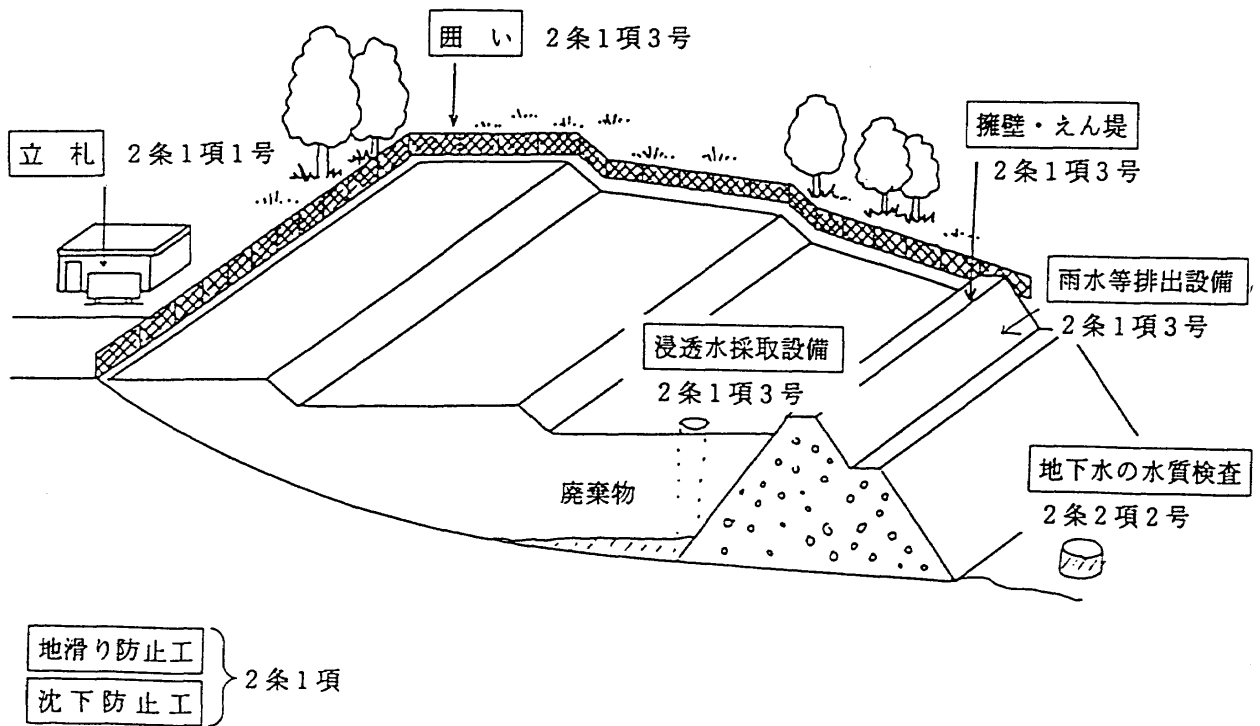 囲い 2条1項3号
擁壁・えん堤
2条1項3号
立札 2条1項1号
雨水等排出設備
2条1項3号
浸透水採取設備
2条1項3号
地下水の水質検査
2条2項2号
廃棄物
地滑り防止工
沈下防止工
2条1項